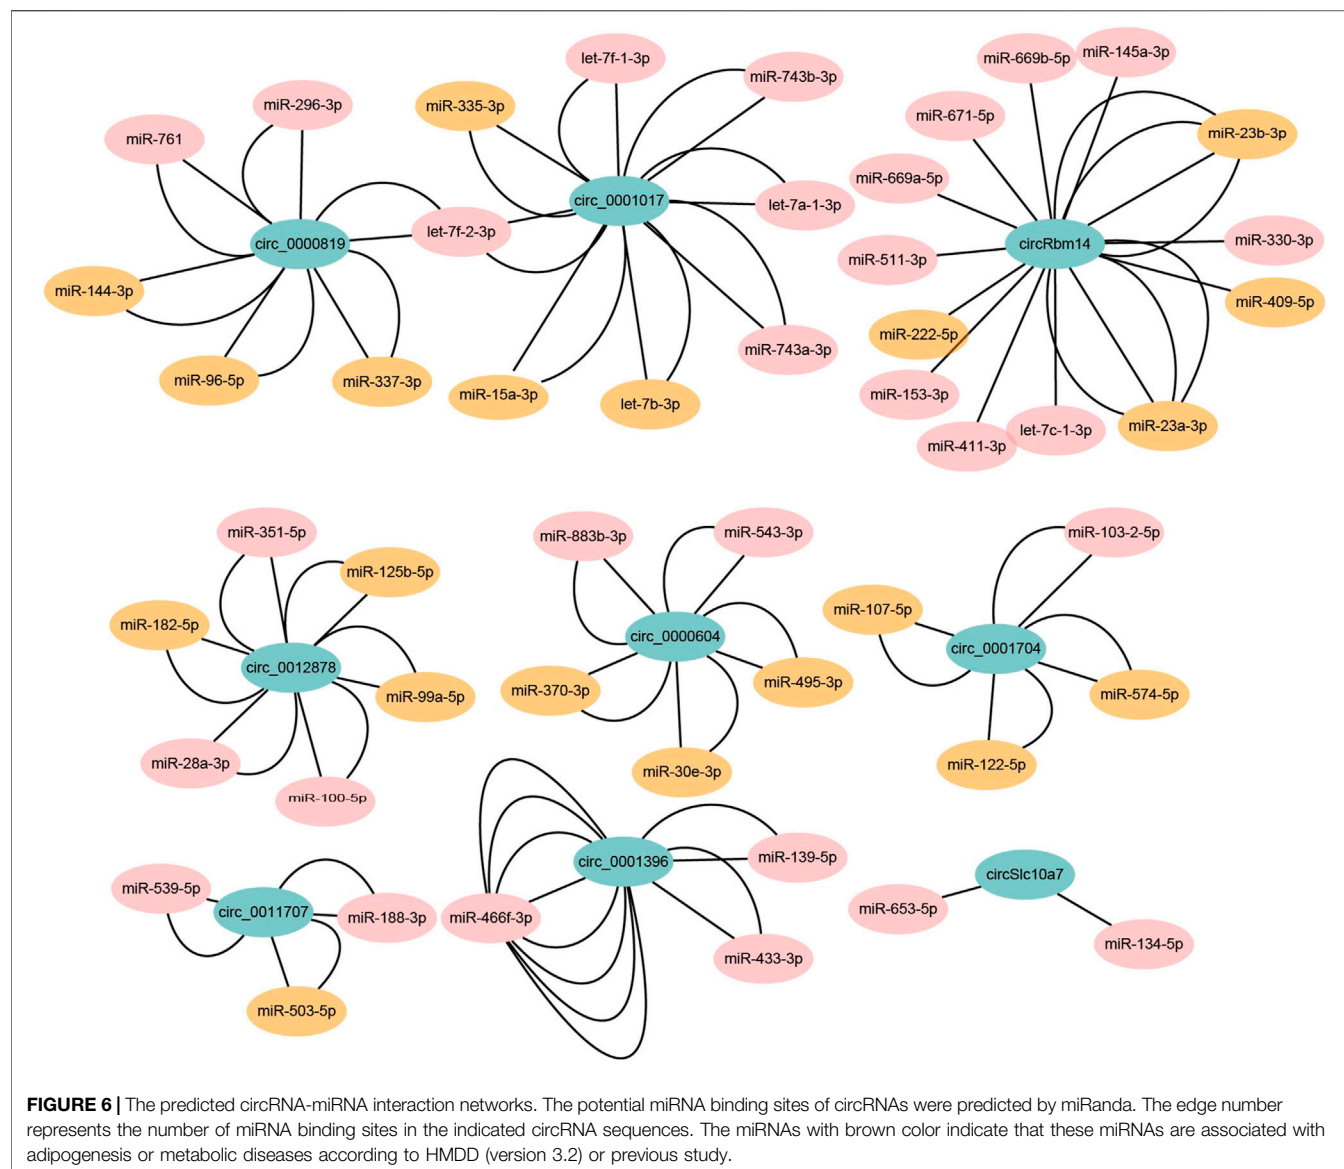 let-7f-1-3p
miR-743b-3p
miR-335-3p
miR-296-3p
miR-761
circ_0001017
let-7a-1-3p
let-7f-2-3p
circ_0000819
miR-144-3p
miR-96-5p
miR-337-3p
miR-15a-3p
let-7b-3p
miR-743a-3p
miR-669b-5p
miR-145a-3p
miR-671-5p
miR-23b-3p
miR-669a-5p
circRbm14
miR-330-3p
miR-511-3p
miR-409-5p
miR-222-5p
miR-153-3p
miR-411-3p
let-7c-1-3p
miR-23a-3p
miR-351-5p
miR-125b-5p
miR-182-5p
circ_0012878
miR-99a-5p
miR-28a-3p
miR-100-5p
miR-883b-3p
miR-543-3p
circ_0000604
miR-370-3p
miR-495-3p
miR-30e-3p
miR-103-2-5p
miR-107-5p
circ_0001704
miR-574-5p
miR-122-5p
miR-539-5p
circ_0011707
miR-188-3p
miR-503-5p
circ_0001396
miR-139-5p
miR-466f-3p
miR-433-3p
circSlc10a7
miR-653-5p
miR-134-5p
FIGURE 6 | The predicted circRNA-miRNA interaction networks. The potential miRNA binding sites of circRNAs were predicted by miRanda. The edge number
represents the number of miRNA binding sites in the indicated circRNA sequences. The miRNAs with brown color indicate that these miRNAs are associated with
adipogenesis or metabolic diseases according to HMDD (version 3.2) or previous study.